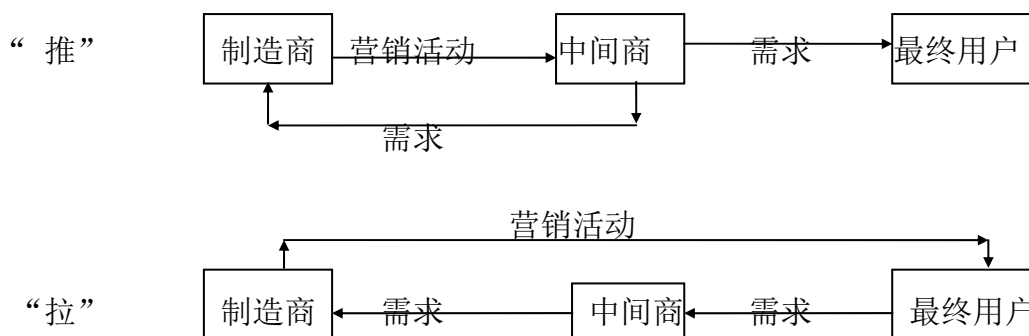 “ 推” 制造商 营销活动 中间商 需求 最终用户
需求
营销活动
“拉” 制造商 需求 中间商 需求 最终用户